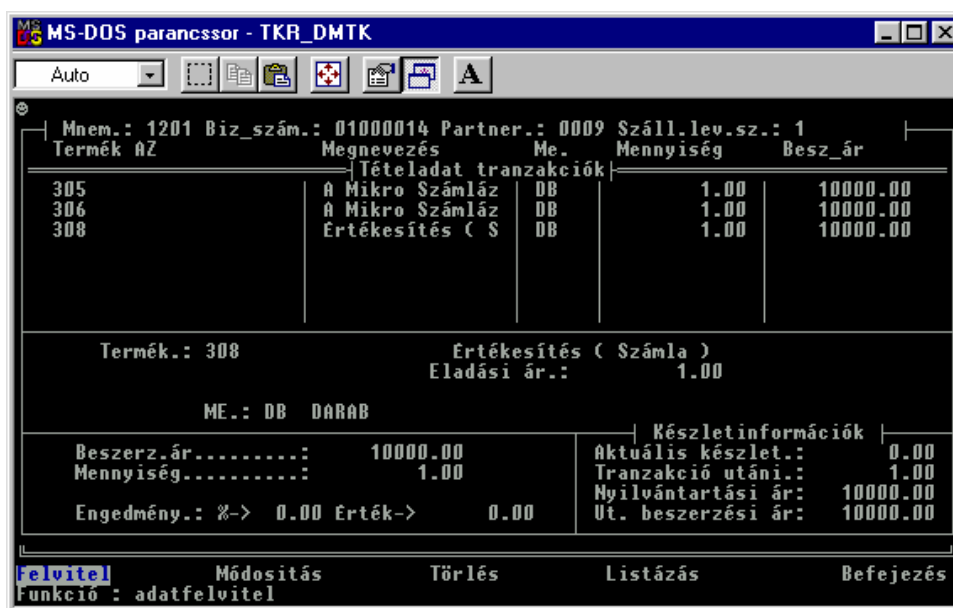 MS-DOS parancssor - TKR_DMTK
Auto
A
Mnem.: 1201 Biz_szám.: 01000014 Partner.: 0009 Száll.lev.sz.: 1
Termék AZ Megnevezés Me. Mennyiség Besz_ár
Tételadat tranzakciók
305 A Mikro Számláz DB 1.00 10000.00
306 A Mikro Számláz DB 1.00 10000.00
308 Értékesítés ( S DB 1.00 10000.00
Termék.: 308 Értékesítés ( Számla )
Eladási ár.: 1.00
ME.: DB DARAB
Készletinformációk
Beszerz.ár.........: 10000.00 Aktuális készlet.: 0.00
Mennyiség..........: 1.00 Tranzakció utáni.: 1.00
Nyilvántartási ár: 10000.00
Engedmény.: %-> 0.00 Érték-> 0.00 Ut. beszerzési ár: 10000.00
Felvitel Módositás Törlés Listázás Befejezés
Funkció : adatfelvitel